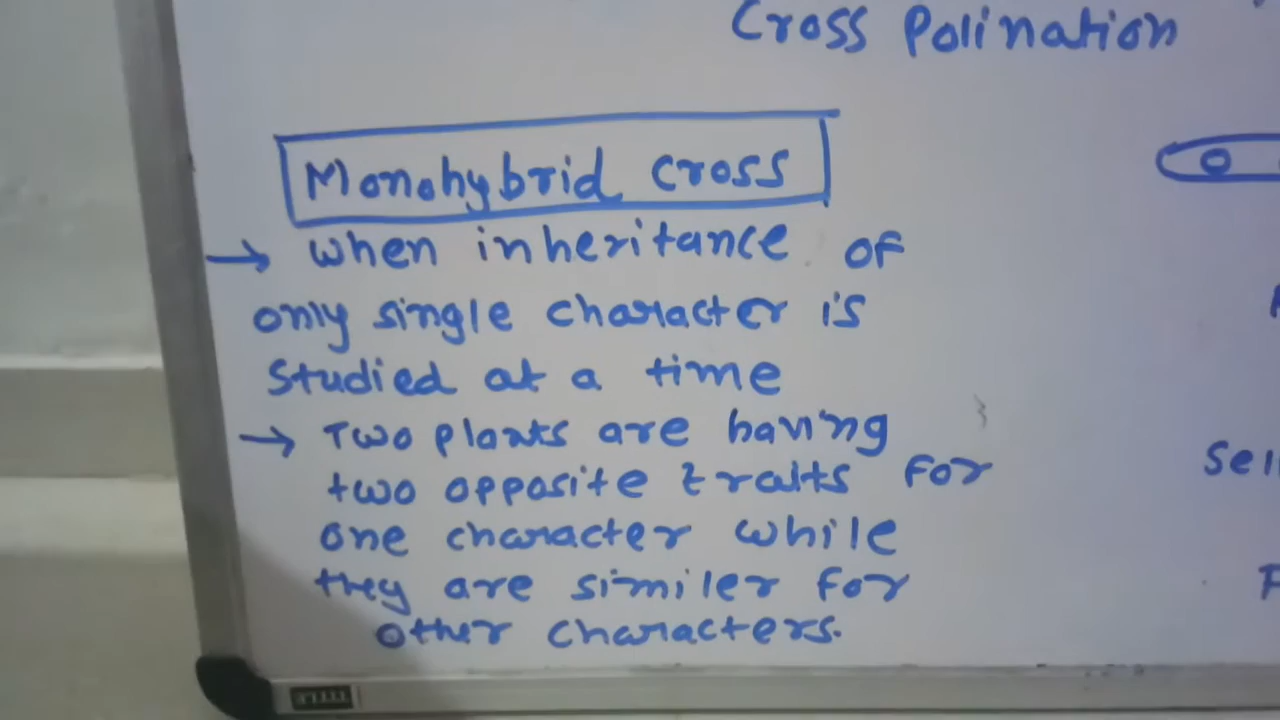 Cross Polination
Monohybrid cross
→ when inheritance of
only single character is
studied at a time
→ Two plants are having
two opposite traits for
one character while
they are similer for
other characters.
TITLE